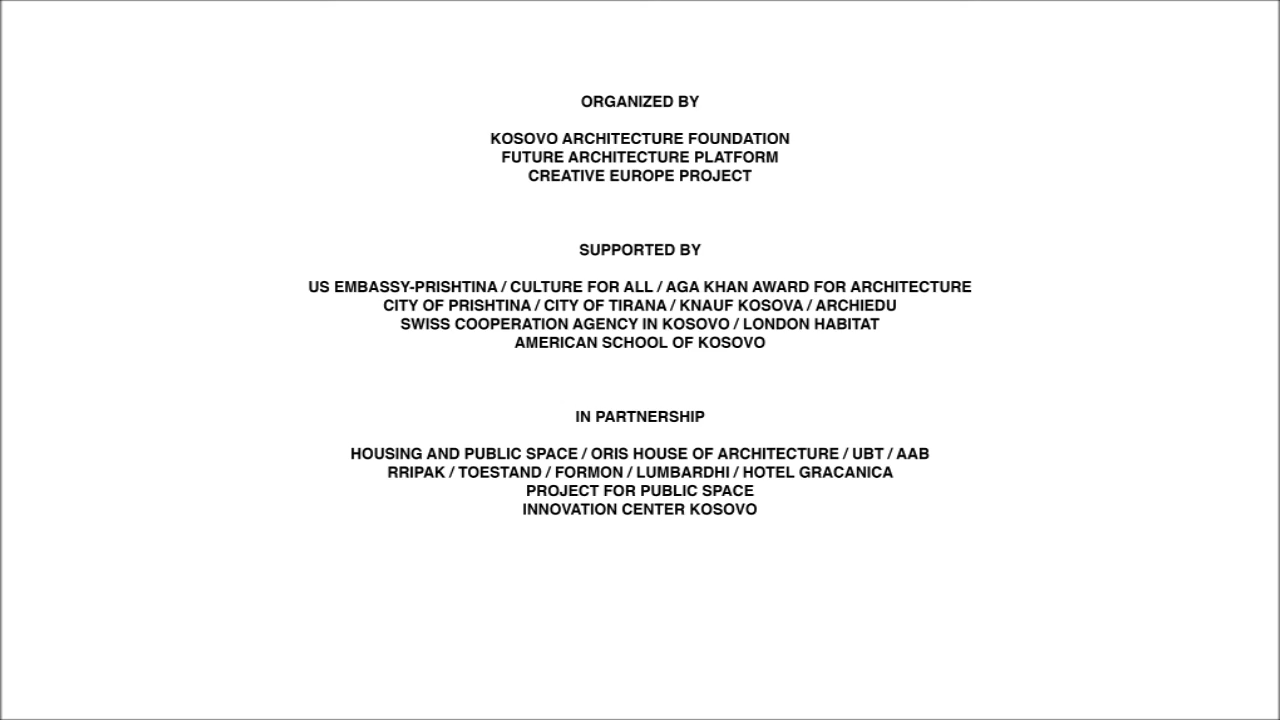 ORGANIZED BY
KOSOVO ARCHITECTURE FOUNDATION
FUTURE ARCHITECTURE PLATFORM
CREATIVE EUROPE PROJECT
SUPPORTED BY
US EMBASSY-PRISHTINA / CULTURE FOR ALL / AGA KHAN AWARD FOR ARCHITECTURE
CITY OF PRISHTINA / CITY OF TIRANA / KNAUF KOSOVA / ARCHIEDU
SWISS COOPERATION AGENCY IN KOSOVO / LONDON HABITAT
AMERICAN SCHOOL OF KOSOVO
IN PARTNERSHIP
HOUSING AND PUBLIC SPACE / ORIS HOUSE OF ARCHITECTURE / UBT / AAB
RRIPAK / TOESTAND / FORMON / LUMBARDHI / HOTEL GRACANICA
PROJECT FOR PUBLIC SPACE
INNOVATION CENTER KOSOVO